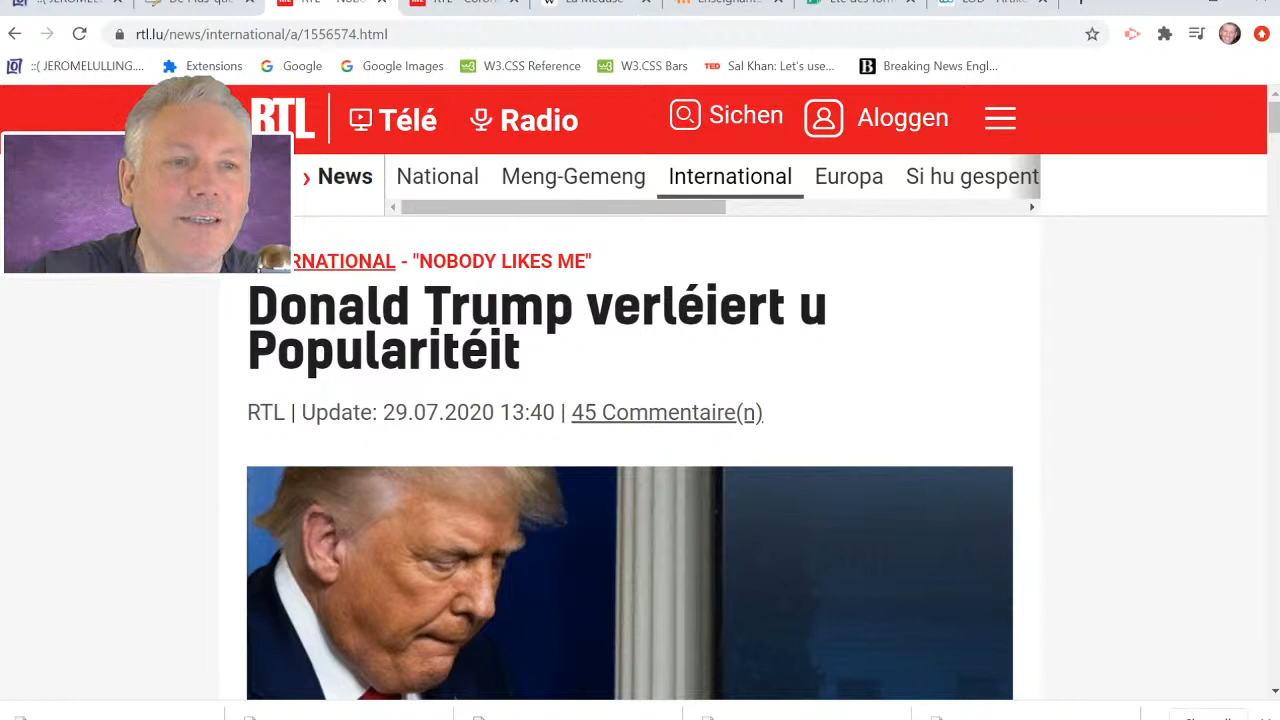 rtl.lu/news/international/a/1556574.html
::( JEROMELULLING.... Extensions Google Google Images W3.CSS Reference W3.CSS Bars TED Sal Khan: Let's use... B Breaking News Engl...
RTL Télé Radio Sichen Aloggen
› News National Meng-Gemeng International Europa Si hu gespent
RNATIONAL - "NOBODY LIKES ME"
Donald Trump verléiert u
Popularitéit
RTL | Update: 29.07.2020 13:40 | 45 Commentaire(n)